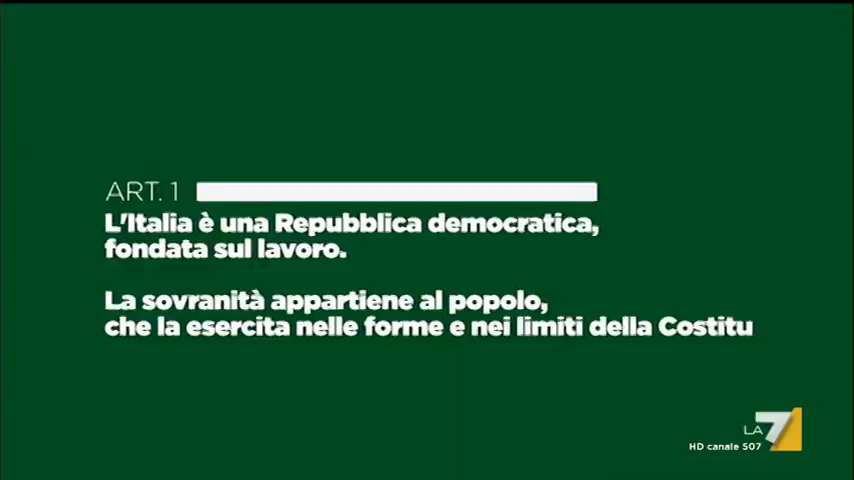 ART. 1
L'Italia è una Repubblica democratica,
fondata sul lavoro.
La sovranità appartiene al popolo,
che la esercita nelle forme e nei limiti della Costitu
LA7
HD canale 507